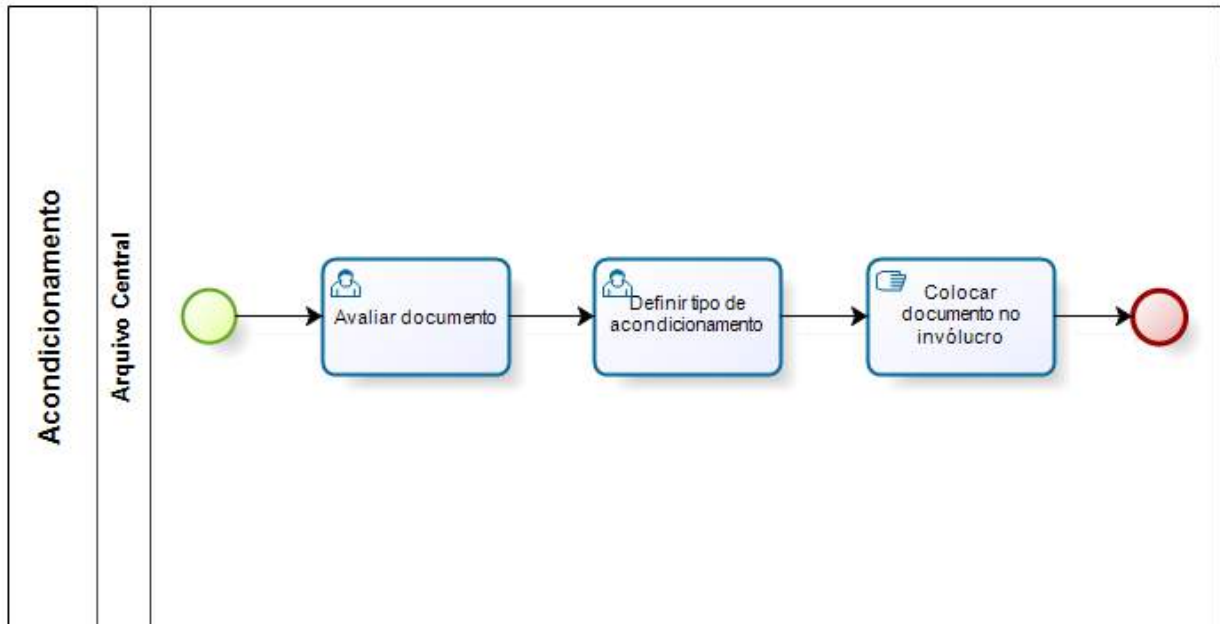 Acondicionamento
Arquivo Central
Avaliar documento
Definir tipo de
acondicionamento
Colocar
documento no
invólucro